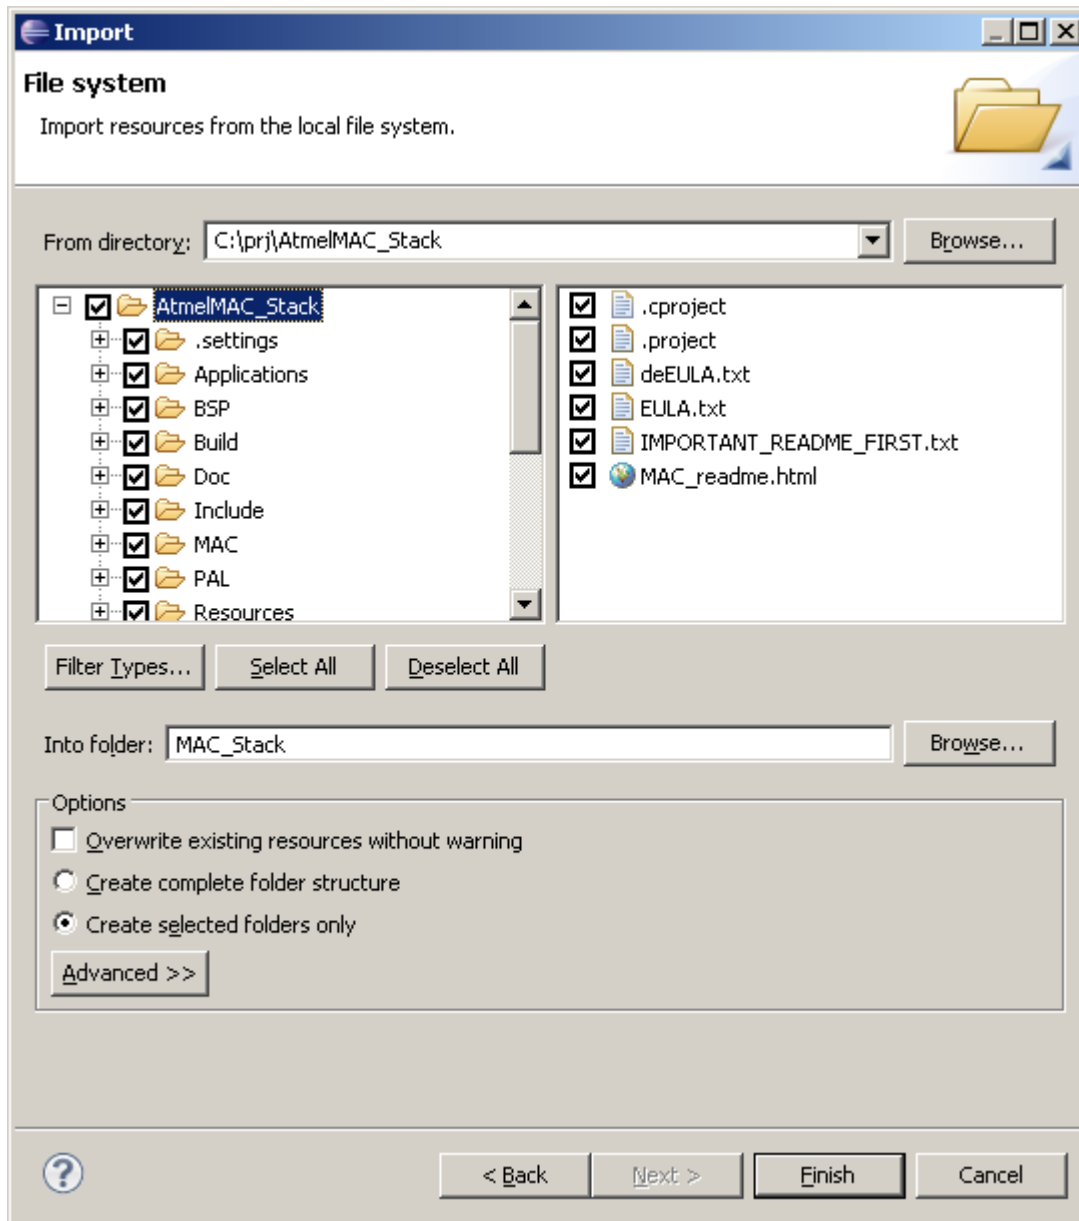 Import
File system
Import resources from the local file system.
From directory: C:\prj\AtmelMAC_Stack Browse...
AtmelMAC_Stack
.settings
Applications
BSP
Build
Doc
Include
MAC
PAL
Resources
.cproject
.project
deEULA.txt
EULA.txt
IMPORTANT_README_FIRST.txt
MAC_readme.html
Filter Types... Select All Deselect All
Into folder: MAC_Stack Browse...
Options
Overwrite existing resources without warning
Create complete folder structure
Create selected folders only
Advanced >>
? < Back Next > Finish Cancel